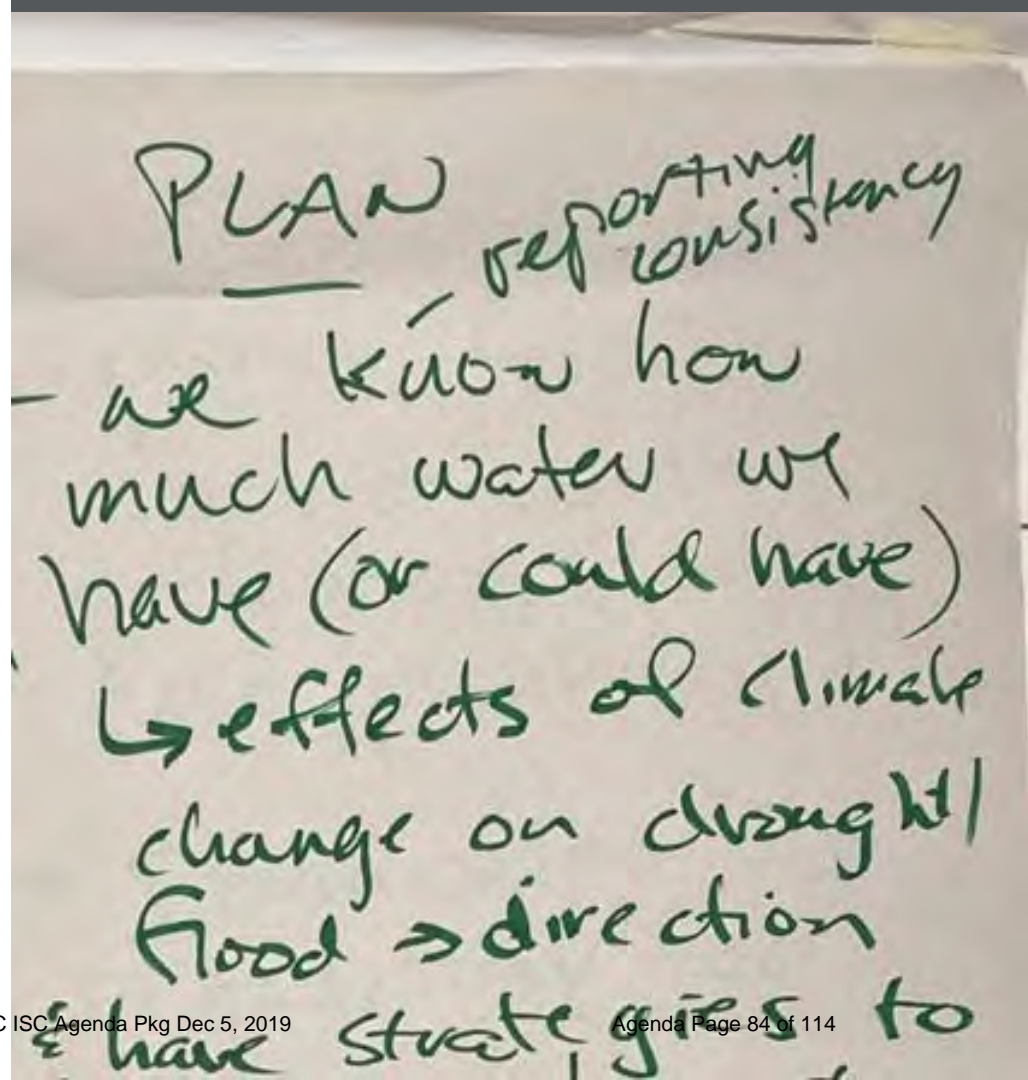 PLAN
reporting
consistency
- we know how
much water we
have (or could have)
↳ effects of climate
change on drought/
flood → direction
& have strategies to
C ISC Agenda Pkg Dec 5, 2019
Agenda Page 84 of 114